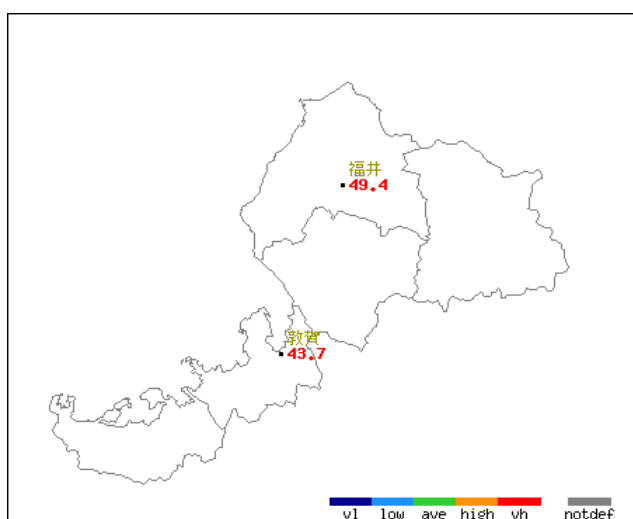 福井
49.4
敦賀
43.7
vl low ave high vh notdef